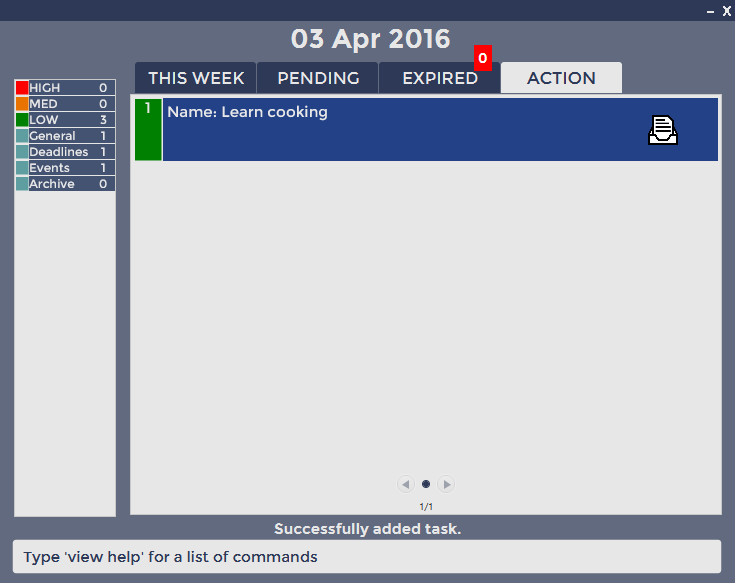 – X
03 Apr 2016
0
THIS WEEK PENDING EXPIRED ACTION
HIGH 0
MED 0
LOW 3
General 1
Deadlines 1
Events 1
Archive 0
1 Name: Learn cooking
1/1
Successfully added task.
Type 'view help' for a list of commands